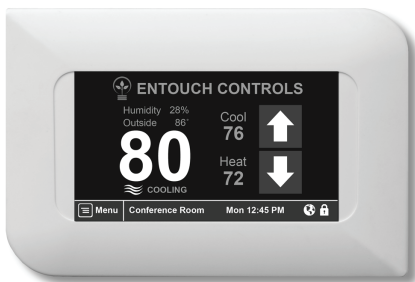 ENTOUCH CONTROLS
Humidity 28%
Outside 86°
80
COOLING
Cool
76
Heat
72
Menu
Conference Room
Mon 12:45 PM